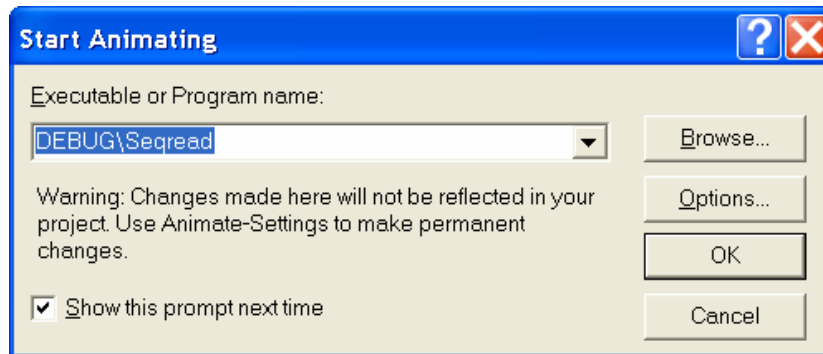 Start Animating
Executable or Program name:
DEBUG\Seqread
Browse...
Warning: Changes made here will not be reflected in your
project. Use Animate-Settings to make permanent
changes.
Options...
OK
Show this prompt next time
Cancel